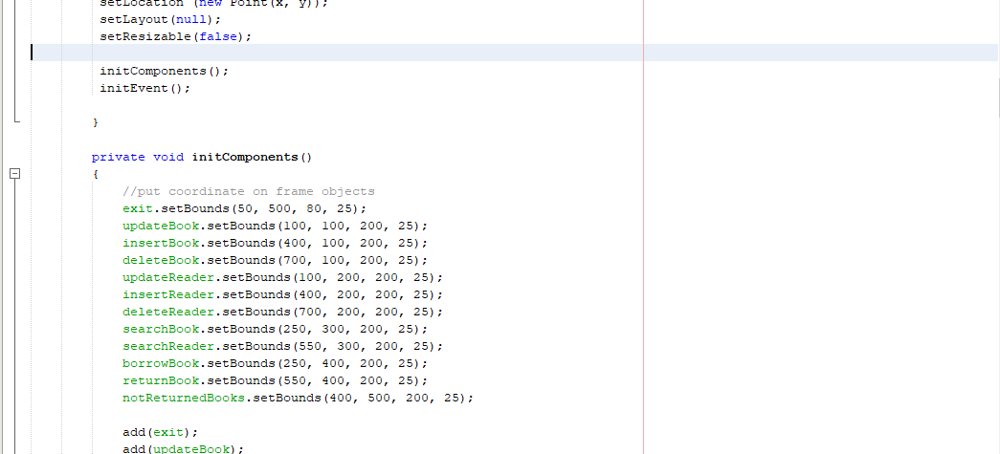 setLocation (new Point(x, y));
setLayout(null);
setResizable(false);
initComponents();
initEvent();
}
private void initComponents()
{
//put coordinate on frame objects
exit.setBounds(50, 500, 80, 25);
updateBook.setBounds(100, 100, 200, 25);
insertBook.setBounds(400, 100, 200, 25);
deleteBook.setBounds(700, 100, 200, 25);
updateReader.setBounds(100, 200, 200, 25);
insertReader.setBounds(400, 200, 200, 25);
deleteReader.setBounds(700, 200, 200, 25);
searchBook.setBounds(250, 300, 200, 25);
searchReader.setBounds(550, 300, 200, 25);
borrowBook.setBounds(250, 400, 200, 25);
returnBook.setBounds(550, 400, 200, 25);
notReturnedBooks.setBounds(400, 500, 200, 25);
add(exit);
add(updateBook);